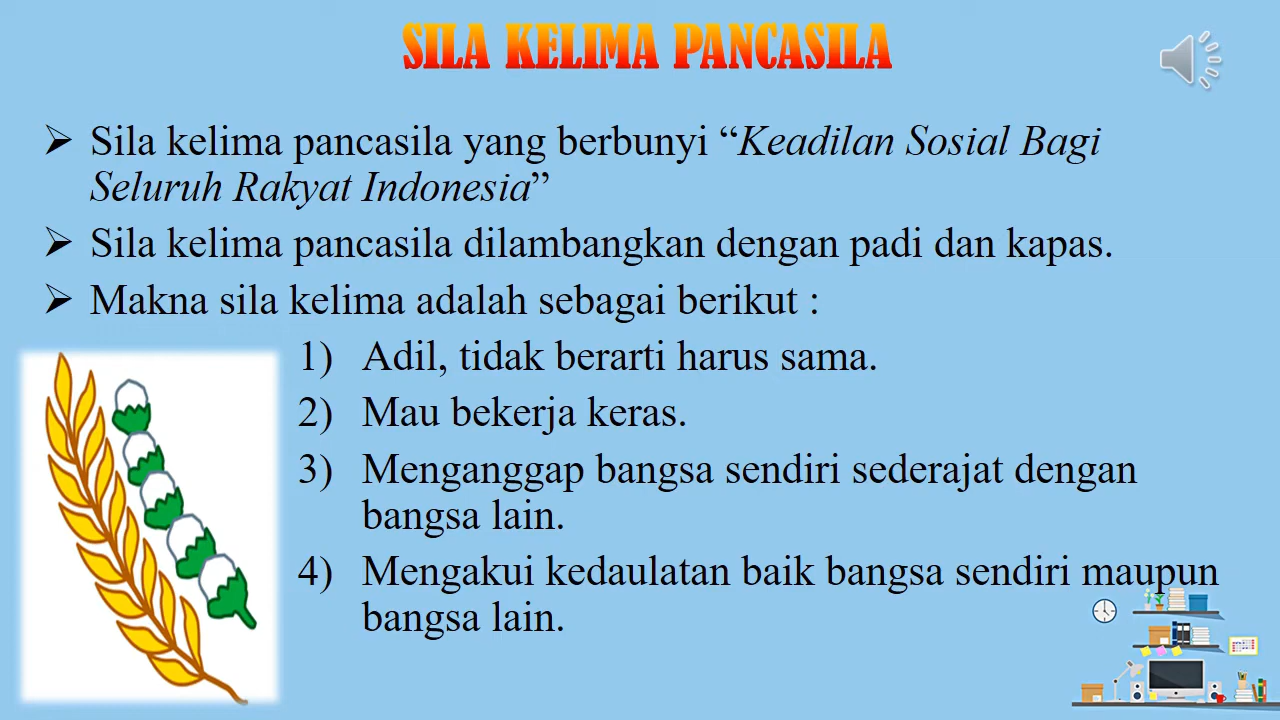 SILA KELIMA PANCASILA
➢ Sila kelima pancasila yang berbunyi “Keadilan Sosial Bagi
Seluruh Rakyat Indonesia”
➢ Sila kelima pancasila dilambangkan dengan padi dan kapas.
➢ Makna sila kelima adalah sebagai berikut :
1) Adil, tidak berarti harus sama.
2) Mau bekerja keras.
3) Menganggap bangsa sendiri sederajat dengan
bangsa lain.
4) Mengakui kedaulatan baik bangsa sendiri maupun
bangsa lain.